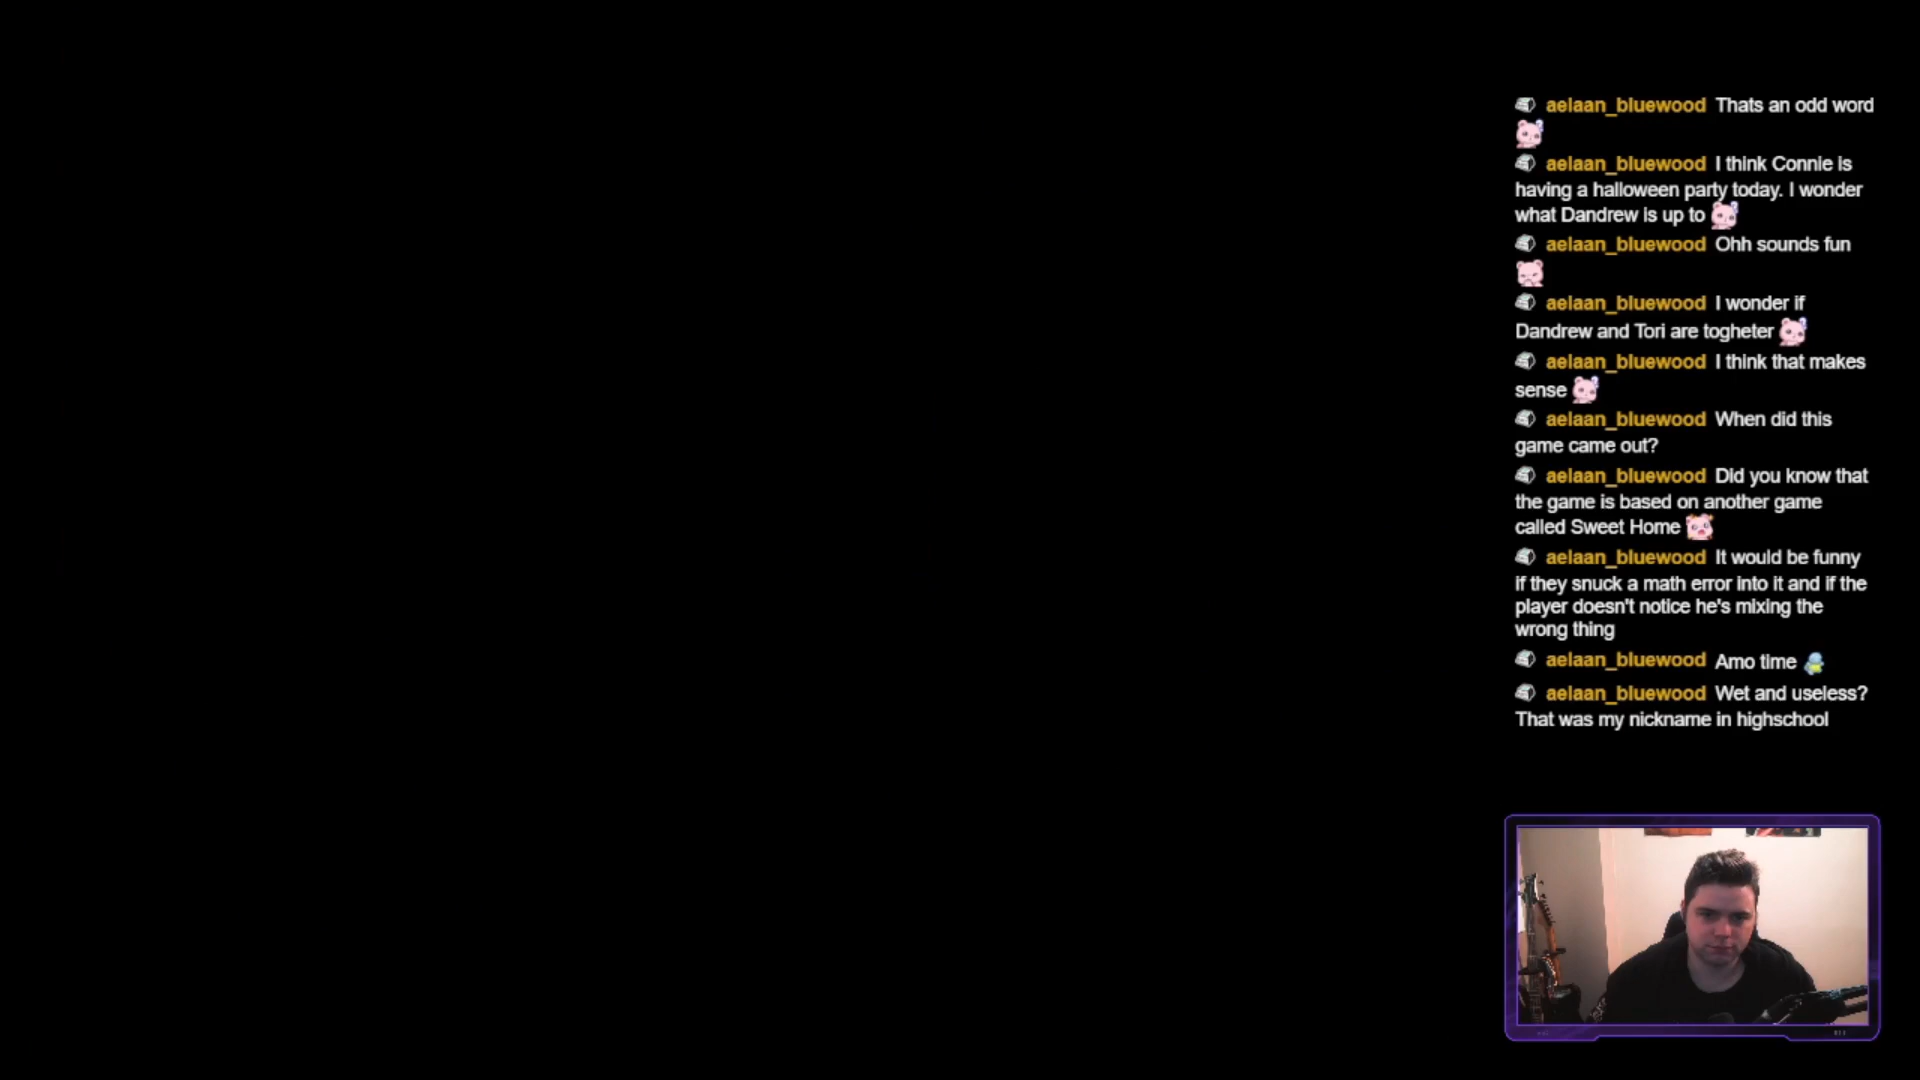 aelaan_bluewood Thats an odd word
aelaan_bluewood I think Connie is
having a halloween party today. I wonder
what Dandrew is up to
aelaan_bluewood Ohh sounds fun
aelaan_bluewood I wonder if
Dandrew and Tori are togheter
aelaan_bluewood I think that makes
sense
aelaan_bluewood When did this
game came out?
aelaan_bluewood Did you know that
the game is based on another game
called Sweet Home
aelaan_bluewood It would be funny
if they snuck a math error into it and if the
player doesn't notice he's mixing the
wrong thing
aelaan_bluewood Amo time
aelaan_bluewood Wet and useless?
That was my nickname in highschool